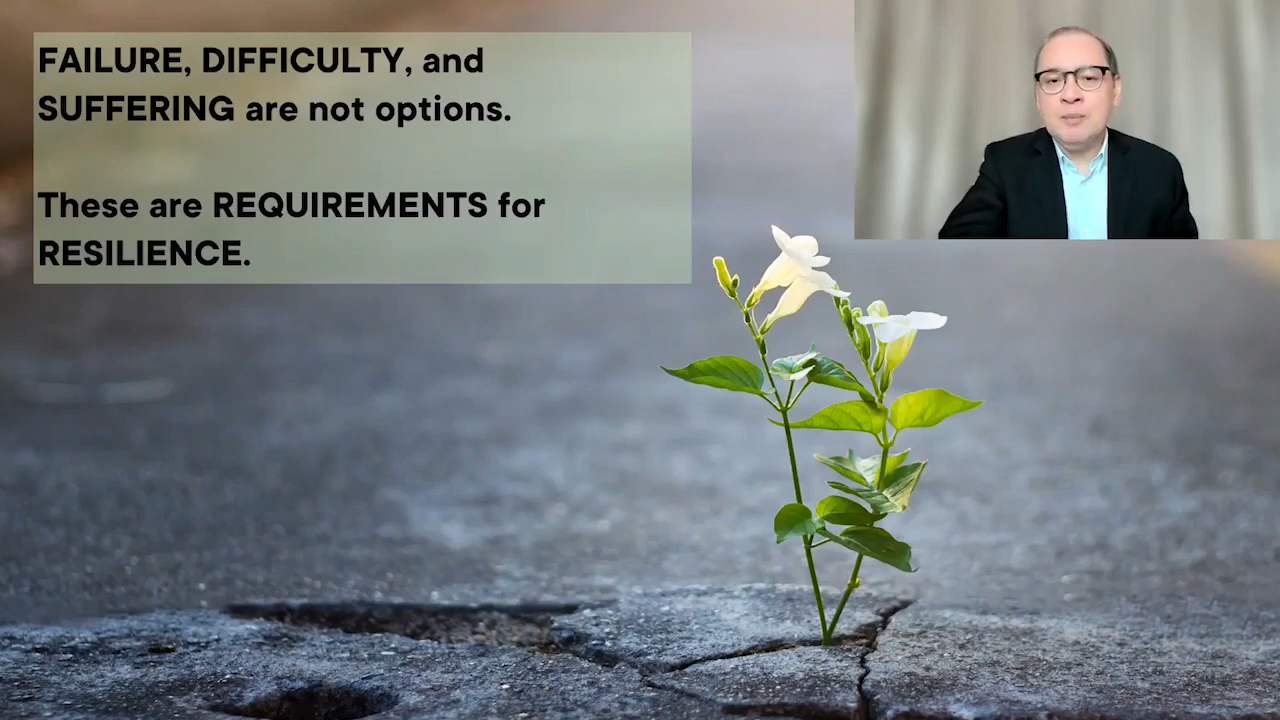 FAILURE, DIFFICULTY, and
SUFFERING are not options.
These are REQUIREMENTS for
RESILIENCE.